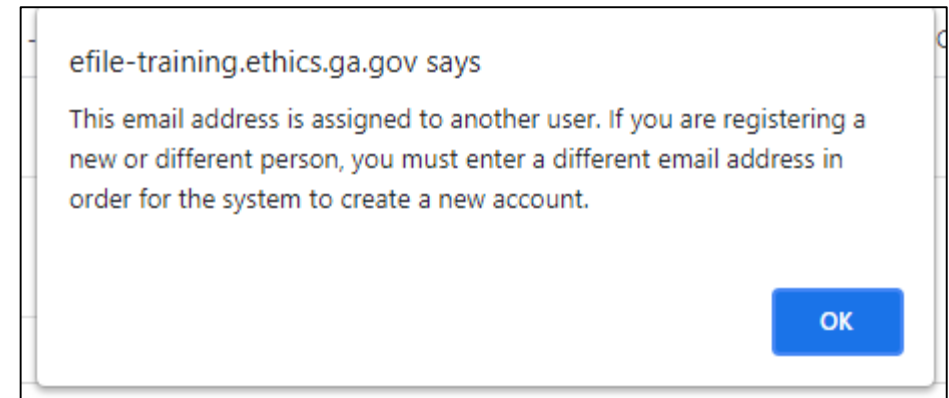 efile-training.ethics.ga.gov says
This email address is assigned to another user. If you are registering a
new or different person, you must enter a different email address in
order for the system to create a new account.
OK